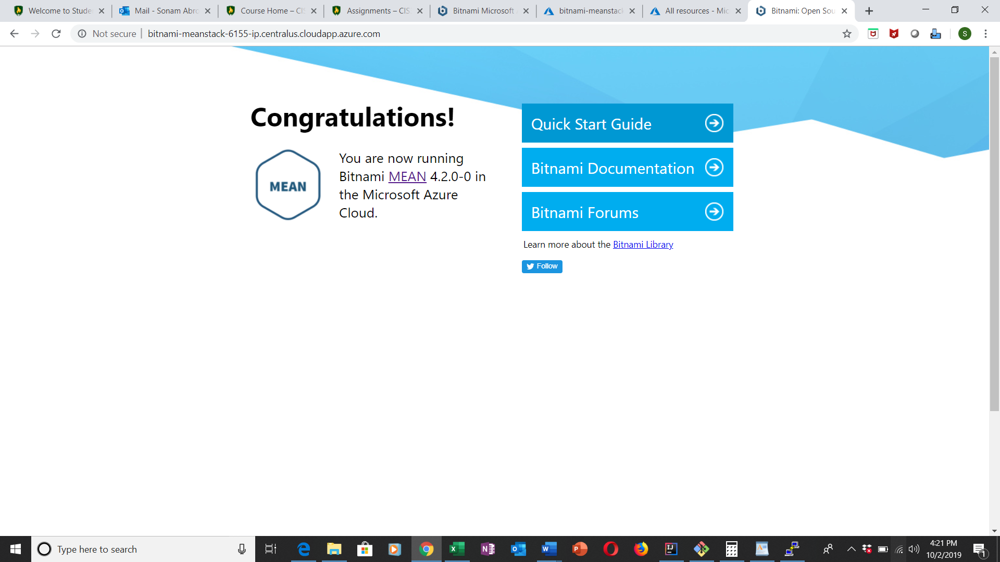 Welcome to Stude
Mail - Sonam Abro
Course Home – CIS
Assignments – CIS
Bitnami Microsoft
bitnami-meanstack
All resources - Mic
Bitnami: Open Sou
Not secure
bitnami-meanstack-6155-ip.centralus.cloudapp.azure.com
S
Congratulations!
MEAN
You are now running
Bitnami MEAN 4.2.0-0 in
the Microsoft Azure
Cloud.
Quick Start Guide
Bitnami Documentation
Bitnami Forums
Learn more about the Bitnami Library
Follow
Type here to search
4:21 PM
10/2/2019
1